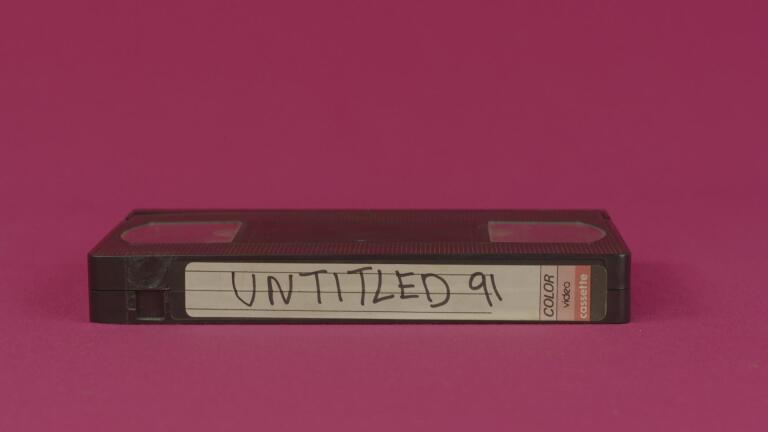 UNTITLED 91
COLOR
video
cassette